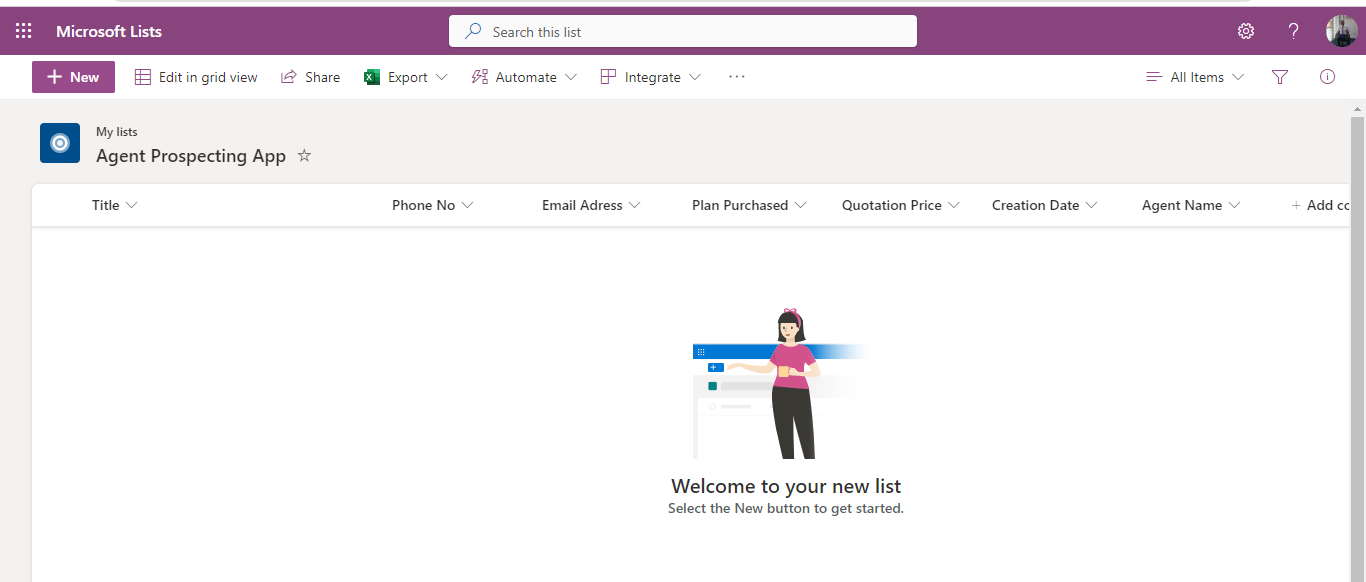 Microsoft Lists
Search this list
?
+ New
Edit in grid view
Share
Export
Automate
Integrate
...
All Items
My lists
Agent Prospecting App
Title
Phone No
Email Adress
Plan Purchased
Quotation Price
Creation Date
Agent Name
+ Add co
Welcome to your new list
Select the New button to get started.